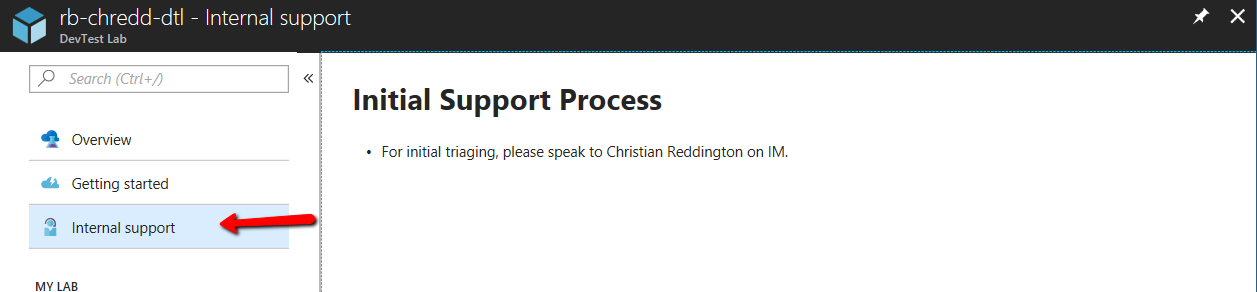 rb-chredd-dtl - Internal support
DevTest Lab
Search (Ctrl+/)
«
Overview
Getting started
Internal support
MY LAB
Initial Support Process
• For initial triaging, please speak to Christian Reddington on IM.